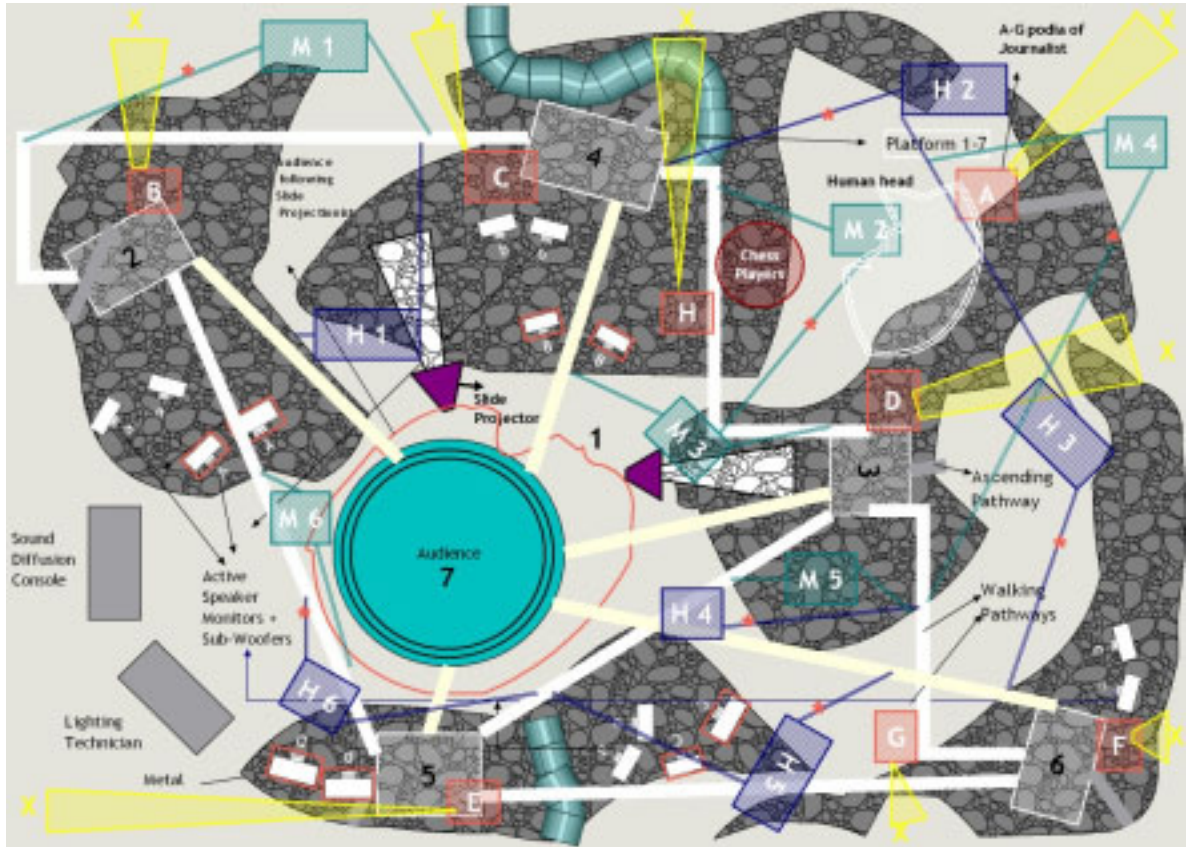 X
X
X
X
M 1
A-G podia of
Journalist
H 2
Platform 1-7
M 4
4
C
B
Audience
following
Slide
Projections
Human head
A
M 2
2
Chess
Players
H
H 1
D
Slide
Projector
X
1
M 3
H 3
3
Ascending
Pathway
M 6
Sound
Diffusion
Console
Audience
7
Active
Speaker
Monitors +
Sub-Woofers
M 5
H 4
Walking
Pathways
H 6
Lighting
Technician
G
F
X
Metal
5
H 5
6
E
X
X